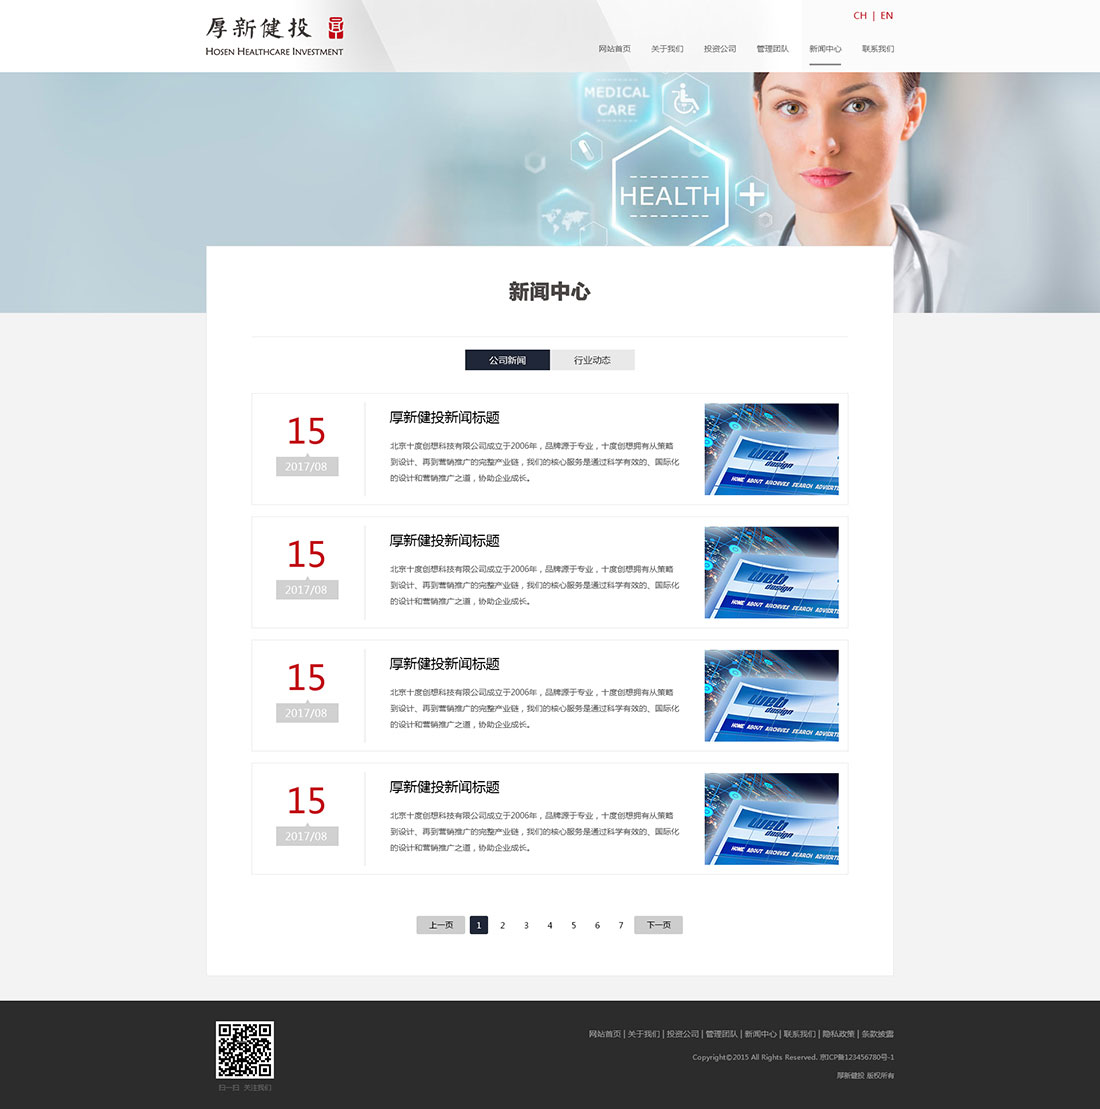 厚新健投
HOSEN HEALTHCARE INVESTMENT
CH | EN
网站首页 关于我们 投资公司 管理团队 新闻中心 联系我们
MEDICAL
CARE
HEALTH
新闻中心
公司新闻 行业动态
15
2017/08
厚新健投新闻标题
北京十度创想科技有限公司成立于2006年，品牌源于专业，十度创想拥有从策略
到设计、再到营销推广的完整产业链，我们的核心服务是通过科学有效的、国际化
的设计和营销推广之道，协助企业成长。
web
design
HOME ABOUT ARCHIVES SEARCH ADVERTI
15
2017/08
厚新健投新闻标题
北京十度创想科技有限公司成立于2006年，品牌源于专业，十度创想拥有从策略
到设计、再到营销推广的完整产业链，我们的核心服务是通过科学有效的、国际化
的设计和营销推广之道，协助企业成长。
web
design
HOME ABOUT ARCHIVES SEARCH ADVERTI
15
2017/08
厚新健投新闻标题
北京十度创想科技有限公司成立于2006年，品牌源于专业，十度创想拥有从策略
到设计、再到营销推广的完整产业链，我们的核心服务是通过科学有效的、国际化
的设计和营销推广之道，协助企业成长。
web
design
HOME ABOUT ARCHIVES SEARCH ADVERTI
15
2017/08
厚新健投新闻标题
北京十度创想科技有限公司成立于2006年，品牌源于专业，十度创想拥有从策略
到设计、再到营销推广的完整产业链，我们的核心服务是通过科学有效的、国际化
的设计和营销推广之道，协助企业成长。
web
design
HOME ABOUT ARCHIVES SEARCH ADVERTI
上一页 1 2 3 4 5 6 7 下一页
网站首页 | 关于我们 | 投资公司 | 管理团队 | 新闻中心 | 联系我们 | 隐私政策 | 条款披露
Copyright©2015 All Rights Reserved. 京ICP备123456780号-1
厚新健投 版权所有
扫一扫 关注我们